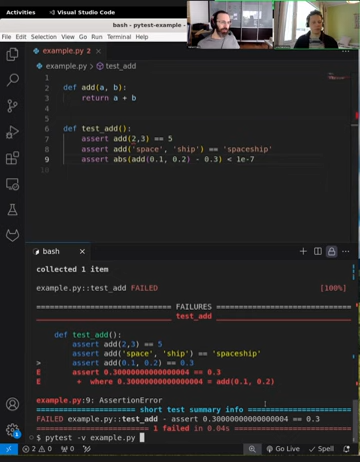 Activities
Visual Studio Code
bash - pytest-example -
File Edit Selection View Go Run Terminal Help
example.py 2
example.py > test_add
1
2 def add(a, b):
3 return a + b
4
5
6 def test_add():
7 assert add(2,3) == 5
8 assert add('space', 'ship') == 'spaceship'
9 assert abs(add(0.1, 0.2) - 0.3) < 1e-7
10
bash
collected 1 item
example.py::test_add FAILED [100%]
FAILURES
test_add
def test_add():
assert add(2,3) == 5
assert add('space', 'ship') == 'spaceship'
> assert add(0.1, 0.2) == 0.3
E assert 0.30000000000000004 == 0.3
E + where 0.30000000000000004 = add(0.1, 0.2)
example.py:9: AssertionError
short test summary info
FAILED example.py::test_add - assert 0.30000000000000004 == 0.3
1 failed in 0.04s
$ pytest -v example.py
2 0 0 Go Live Spell